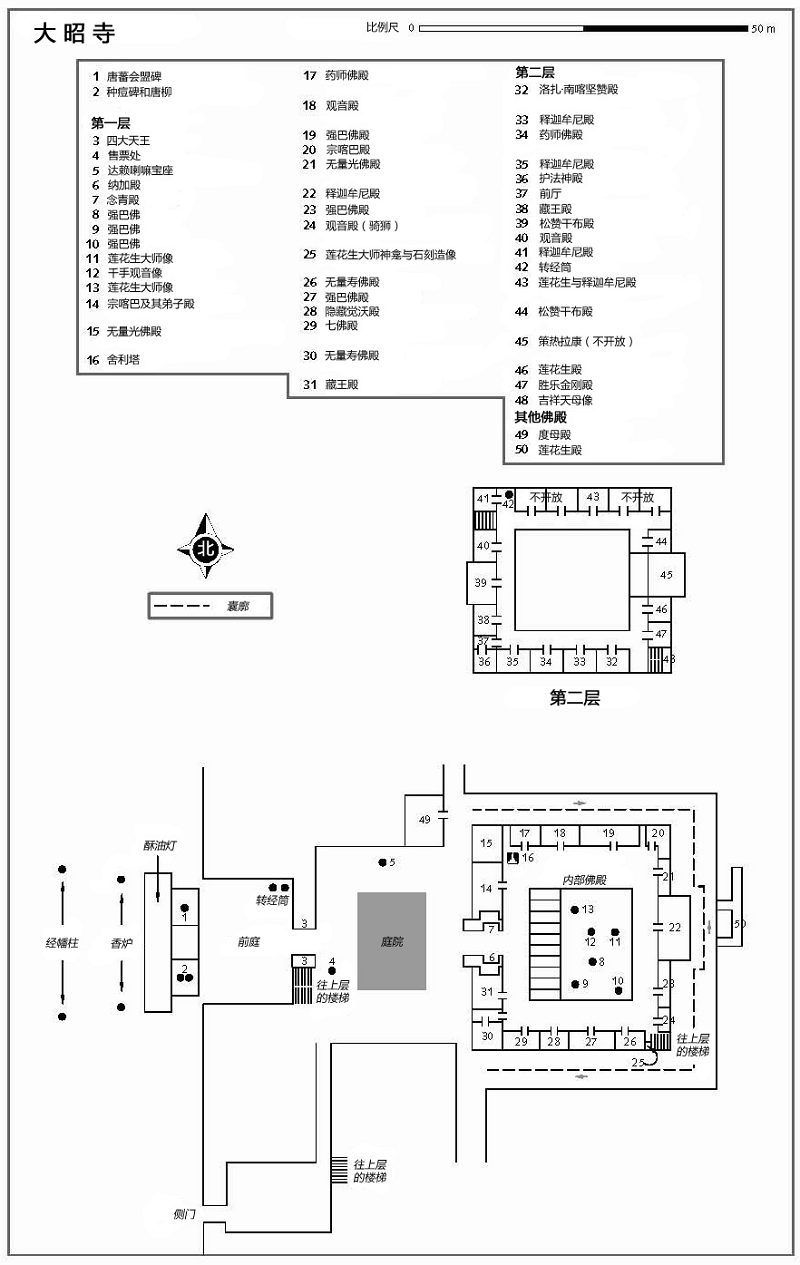 大昭寺
比例尺 0 50 m
1 唐蕃会盟碑
2 种痘碑和唐柳
第一层
3 四大天王
4 售票处
5 达赖喇嘛宝座
6 纳加殿
7 念青殿
8 强巴佛
9 强巴佛
10 强巴佛
11 莲花生大师像
12 千手观音像
13 莲花生大师像
14 宗喀巴及其弟子殿
15 无量光佛殿
16 舍利塔
17 药师佛殿
18 观音殿
19 强巴佛殿
20 宗喀巴殿
21 无量光佛殿
22 释迦牟尼殿
23 强巴佛殿
24 观音殿（骑狮）
25 莲花生大师神龛与石刻造像
26 无量寿佛殿
27 强巴佛殿
28 隐藏觉沃殿
29 七佛殿
30 无量寿佛殿
31 藏王殿
第二层
32 洛扎·南喀坚赞殿
33 释迦牟尼殿
34 药师佛殿
35 释迦牟尼殿
36 护法神殿
37 前厅
38 藏王殿
39 松赞干布殿
40 观音殿
41 释迦牟尼殿
42 转经筒
43 莲花生与释迦牟尼殿
44 松赞干布殿
45 策热拉康（不开放）
46 莲花生殿
47 胜乐金刚殿
48 吉祥天母像
其他佛殿
49 度母殿
50 莲花生殿
41 42 不开放 43 不开放
40 44
39 45
38 46
37 47
36 35 34 33 32 48
第二层
北
囊廓
49
酥油灯
5
15 17 18 19 20
16
14 内部佛殿 21
转经筒
1 3 13
经幡柱 香炉 前庭 庭院 7 12 11 22 50
2 3 4 6 8
往上层
的楼梯
31 9 10 23
30 29 28 27 26 24
25
往上层
的楼梯
往上层
的楼梯
侧门